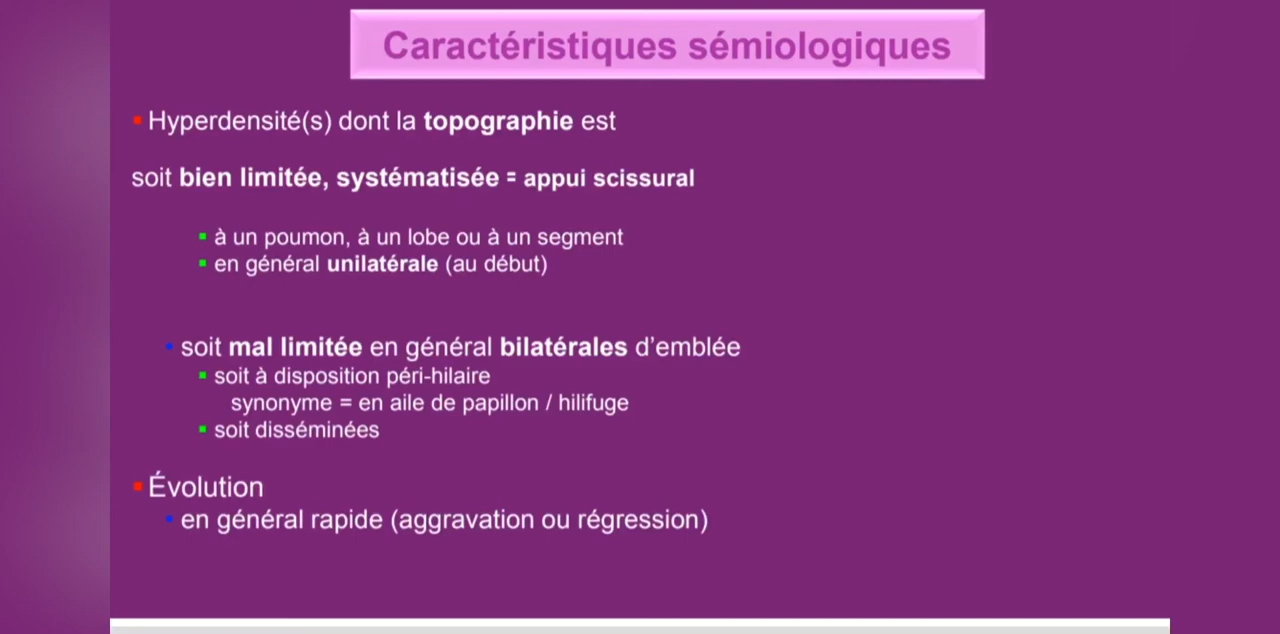 Caractéristiques sémiologiques
▪ Hyperdensité(s) dont la topographie est
soit bien limitée, systématisée = appui scissural
▪ à un poumon, à un lobe ou à un segment
▪ en général unilatérale (au début)
• soit mal limitée en général bilatérales d’emblée
▪ soit à disposition péri-hilaire
synonyme = en aile de papillon / hilifuge
▪ soit disséminées
▪ Évolution
• en général rapide (aggravation ou régression)